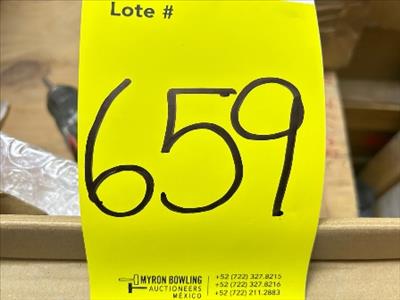 Lote #
659
MYRON BOWLING
AUCTIONEERS
MÉXICO
+52 (722) 327.8215
+52 (722) 327.8216
+52 (722) 211.2883